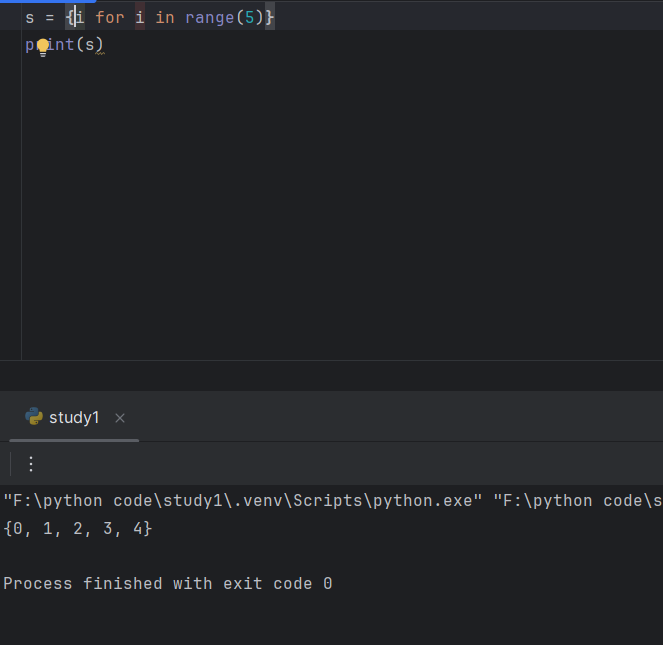 s = {i for i in range(5)}
print(s)
study1
"F:\python code\study1\.venv\Scripts\python.exe" "F:\python code\s
{0, 1, 2, 3, 4}
Process finished with exit code 0